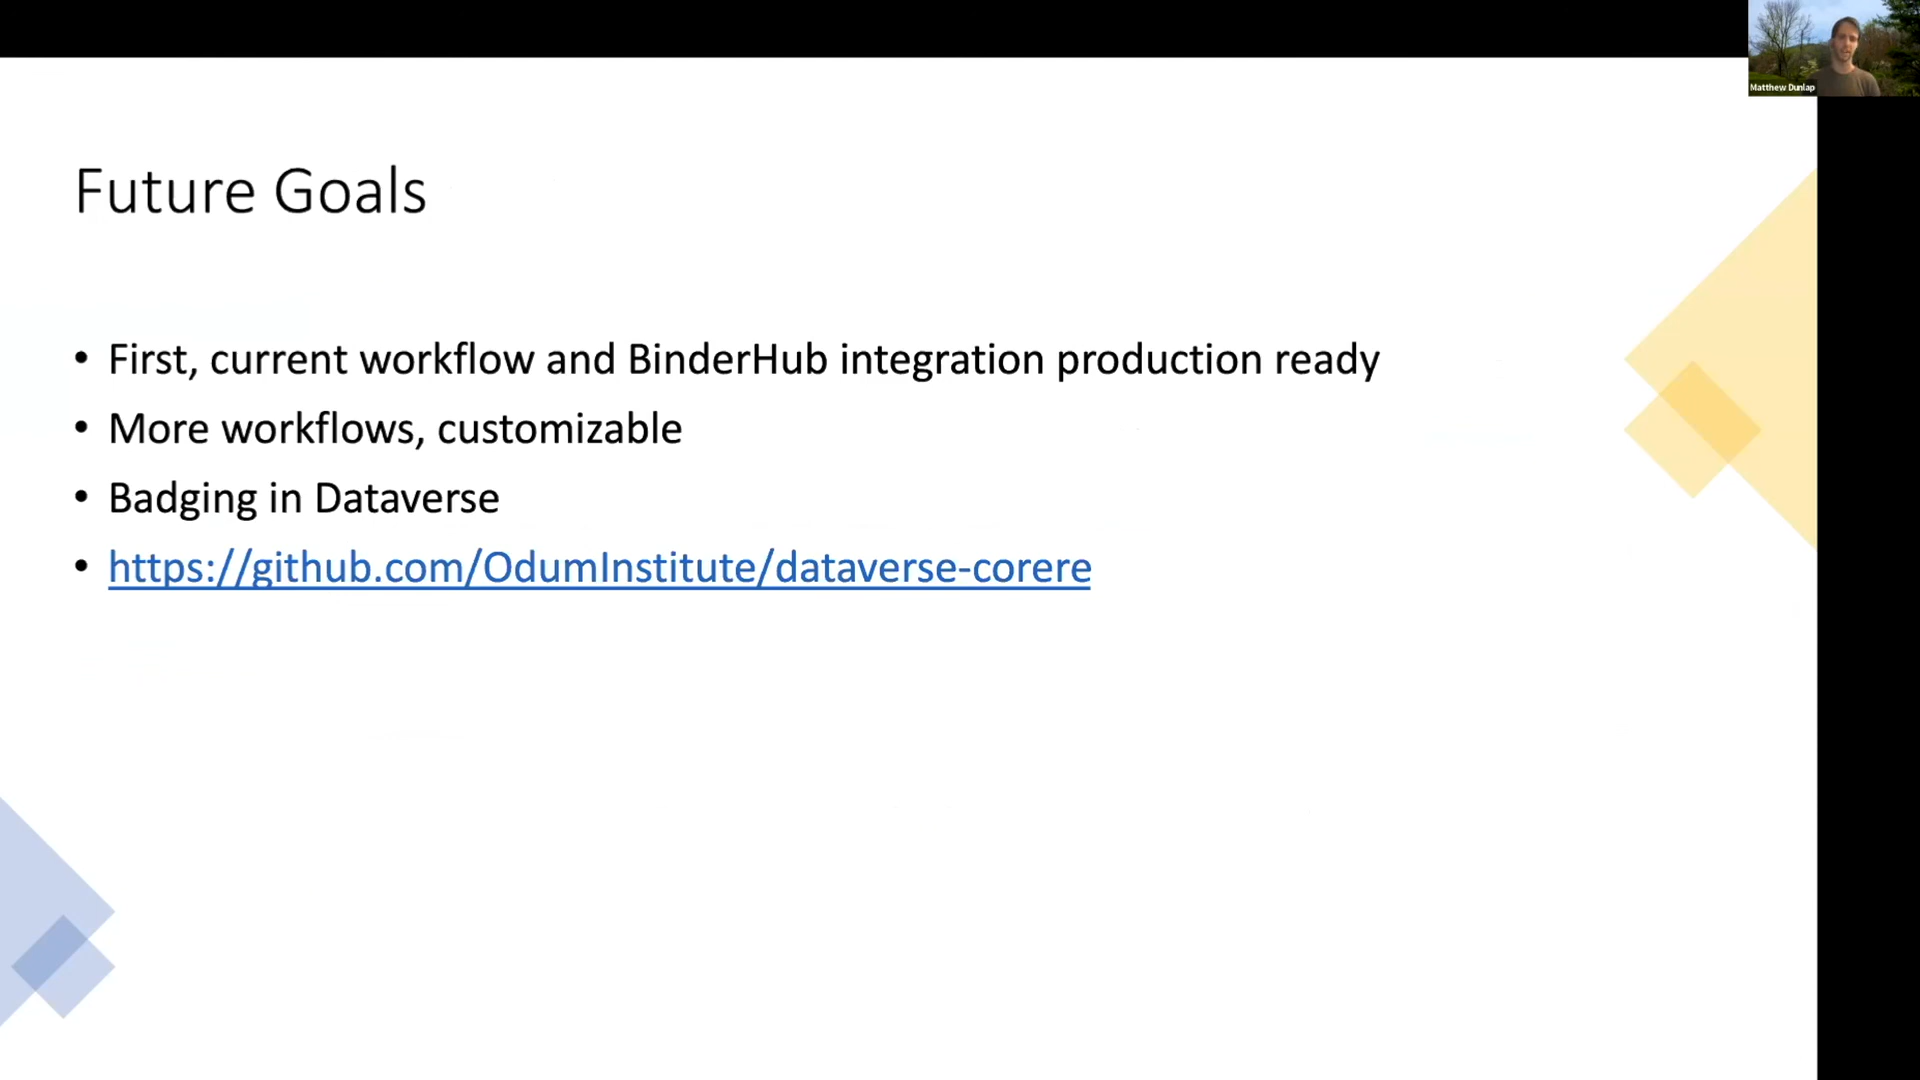 Matthew Dunlap
Future Goals
• First, current workflow and BinderHub integration production ready
• More workflows, customizable
• Badging in Dataverse
• https://github.com/OdumInstitute/dataverse-corere